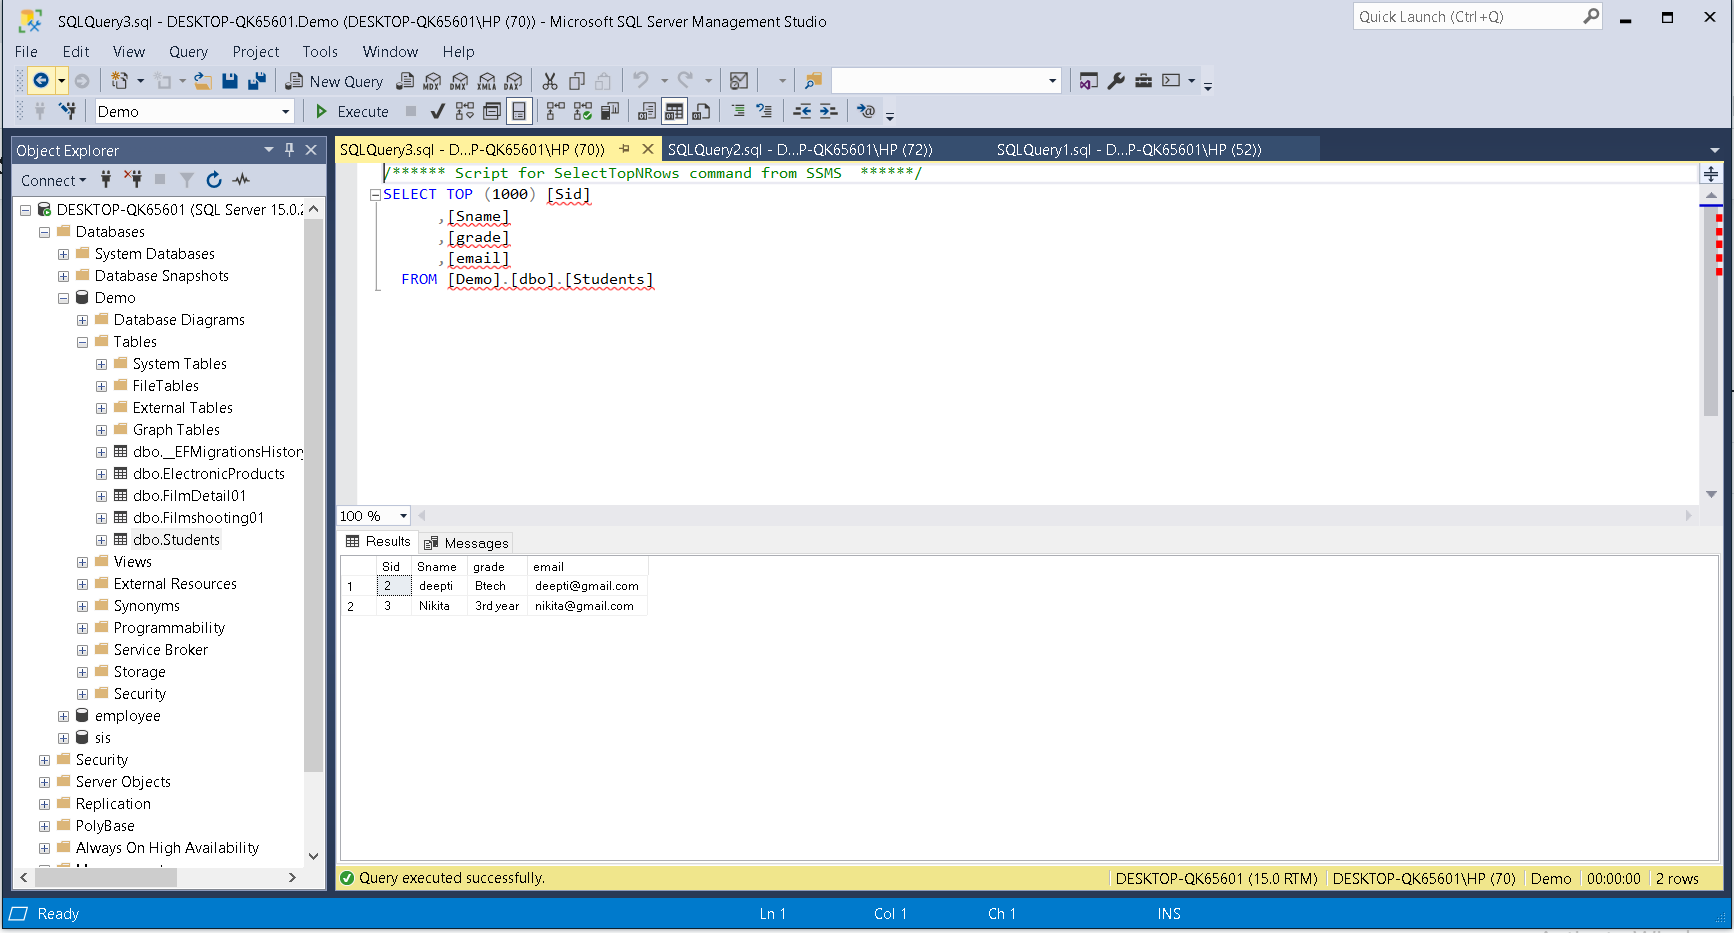 SQLQuery3.sql - DESKTOP-QK65601.Demo (DESKTOP-QK65601\HP (70)) - Microsoft SQL Server Management Studio
Quick Launch (Ctrl+Q)
File Edit View Query Project Tools Window Help
New Query MDX DMX XMLA DAX
Demo Execute
Object Explorer
Connect
DESKTOP-QK65601 (SQL Server 15.0.2
Databases
System Databases
Database Snapshots
Demo
Database Diagrams
Tables
System Tables
FileTables
External Tables
Graph Tables
dbo.__EFMigrationsHistory
dbo.ElectronicProducts
dbo.FilmDetail01
dbo.Filmshooting01
dbo.Students
Views
External Resources
Synonyms
Programmability
Service Broker
Storage
Security
employee
sis
Security
Server Objects
Replication
PolyBase
Always On High Availability
SQLQuery3.sql - D...P-QK65601\HP (70)) SQLQuery2.sql - D...P-QK65601\HP (72)) SQLQuery1.sql - D...P-QK65601\HP (52))
/****** Script for SelectTopNRows command from SSMS  ******/
SELECT TOP (1000) [Sid]
,[Sname]
,[grade]
,[email]
FROM [Demo].[dbo].[Students]
100 %
Results Messages
Sid Sname grade email
1 2 deepti Btech deepti@gmail.com
2 3 Nikita 3rd year nikita@gmail.com
Query executed successfully. DESKTOP-QK65601 (15.0 RTM) DESKTOP-QK65601\HP (70) Demo 00:00:00 2 rows
Ready Ln 1 Col 1 Ch 1 INS